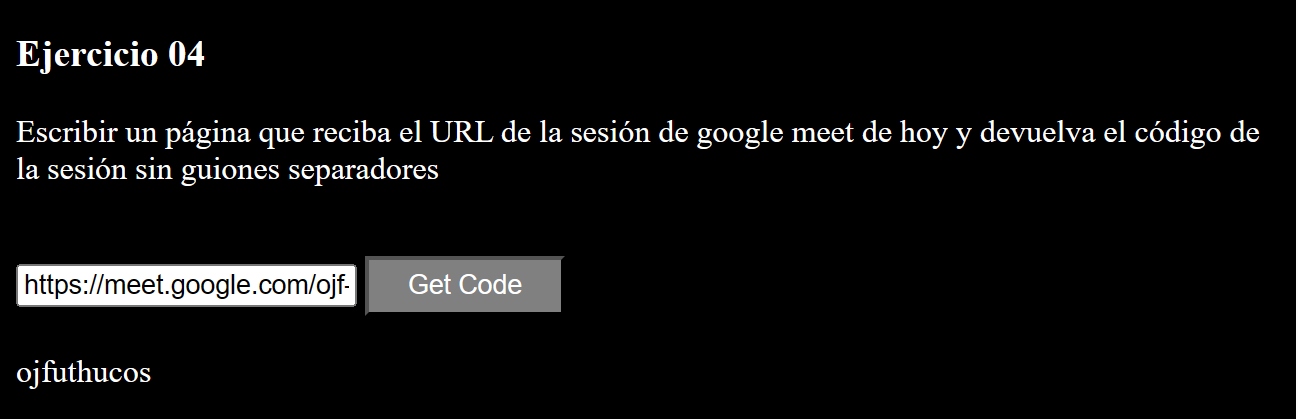 Ejercicio 04
Escribir un página que reciba el URL de la sesión de google meet de hoy y devuelva el código de
la sesión sin guiones separadores
https://meet.google.com/ojf- Get Code
ojfuthucos